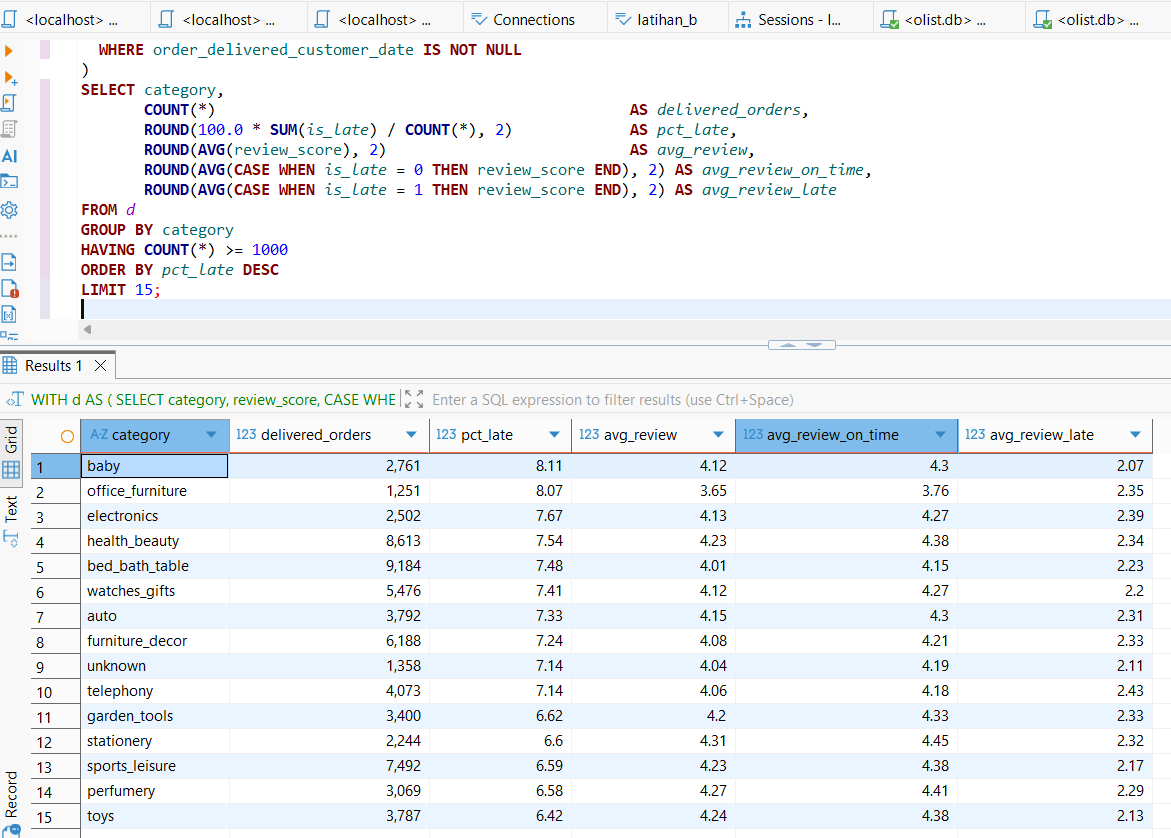 <localhost> ... <localhost> ... <localhost> ... Connections latihan_b Sessions - l... <olist.db> ... <olist.db> ...
WHERE order_delivered_customer_date IS NOT NULL
)
SELECT category,
COUNT(*) AS delivered_orders,
ROUND(100.0 * SUM(is_late) / COUNT(*), 2) AS pct_late,
ROUND(AVG(review_score), 2) AS avg_review,
ROUND(AVG(CASE WHEN is_late = 0 THEN review_score END), 2) AS avg_review_on_time,
ROUND(AVG(CASE WHEN is_late = 1 THEN review_score END), 2) AS avg_review_late
FROM d
GROUP BY category
HAVING COUNT(*) >= 1000
ORDER BY pct_late DESC
LIMIT 15;
AI
Results 1
WITH d AS ( SELECT category, review_score, CASE WHE Enter a SQL expression to filter results (use Ctrl+Space)
Grid
Text
Record
A-Z category 123 delivered_orders 123 pct_late 123 avg_review 123 avg_review_on_time 123 avg_review_late
1 baby 2,761 8.11 4.12 4.3 2.07
2 office_furniture 1,251 8.07 3.65 3.76 2.35
3 electronics 2,502 7.67 4.13 4.27 2.39
4 health_beauty 8,613 7.54 4.23 4.38 2.34
5 bed_bath_table 9,184 7.48 4.01 4.15 2.23
6 watches_gifts 5,476 7.41 4.12 4.27 2.2
7 auto 3,792 7.33 4.15 4.3 2.31
8 furniture_decor 6,188 7.24 4.08 4.21 2.33
9 unknown 1,358 7.14 4.04 4.19 2.11
10 telephony 4,073 7.14 4.06 4.18 2.43
11 garden_tools 3,400 6.62 4.2 4.33 2.33
12 stationery 2,244 6.6 4.31 4.45 2.32
13 sports_leisure 7,492 6.59 4.23 4.38 2.17
14 perfumery 3,069 6.58 4.27 4.41 2.29
15 toys 3,787 6.42 4.24 4.38 2.13